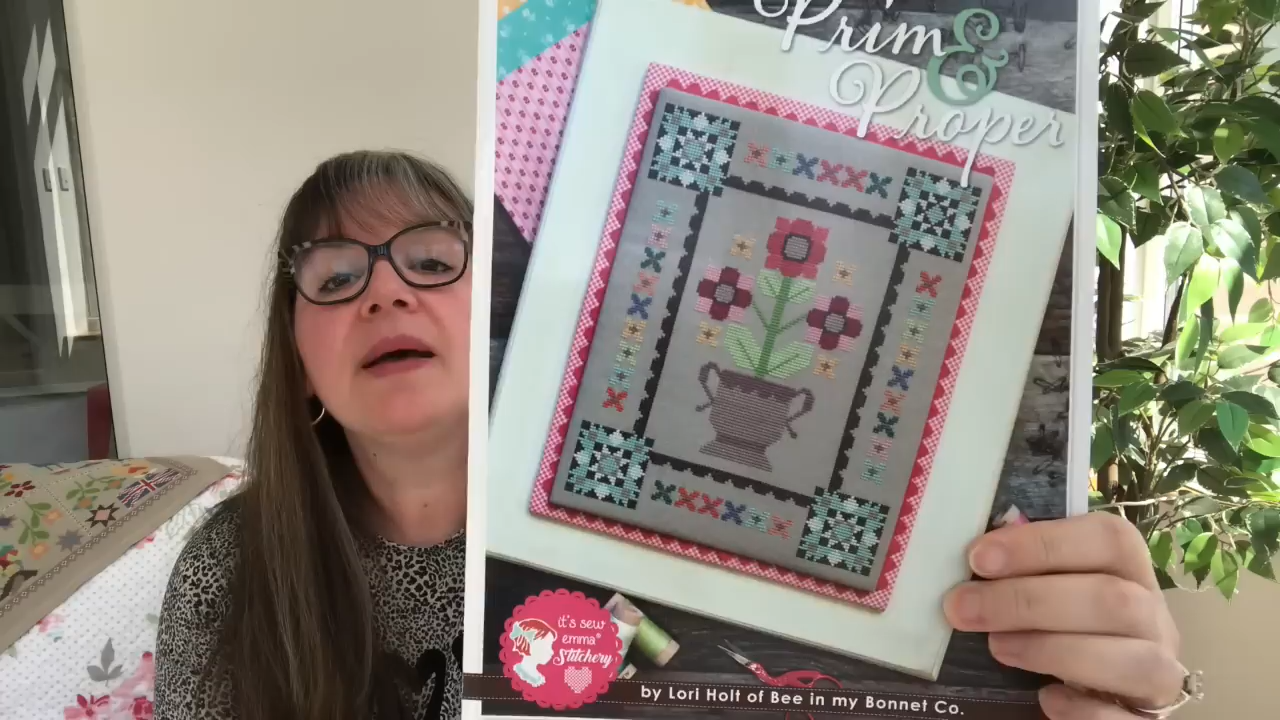 Prim &
Proper
it's sew
emma®
Stitchery
by Lori Holt of Bee in my Bonnet Co.